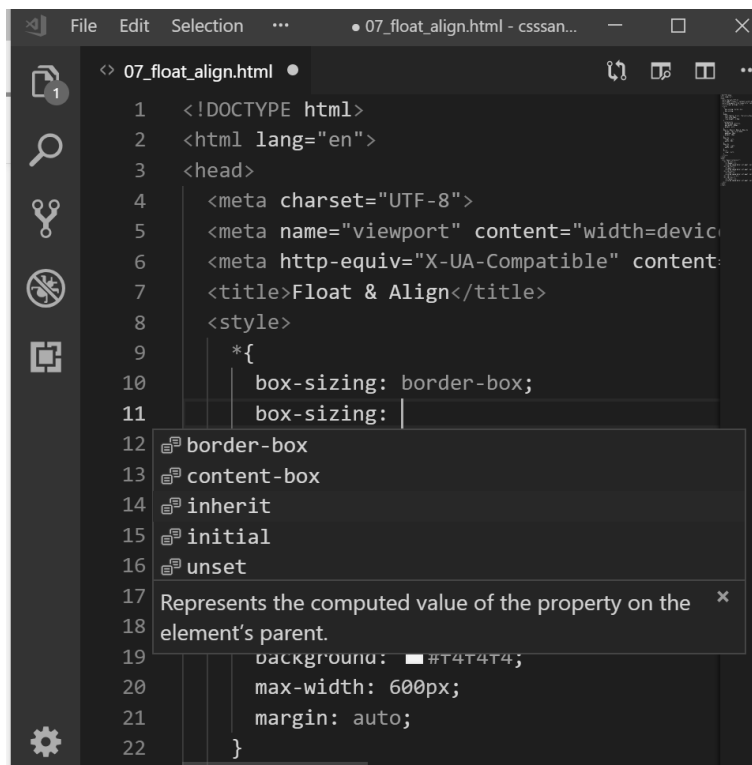 File Edit Selection ··· ● 07_float_align.html - csssan...
<> 07_float_align.html ●
1
1 <!DOCTYPE html>
2 <html lang="en">
3 <head>
4 <meta charset="UTF-8">
5 <meta name="viewport" content="width=devic
6 <meta http-equiv="X-UA-Compatible" content=
7 <title>Float & Align</title>
8 <style>
9 *{
10 box-sizing: border-box;
11 box-sizing:
12 border-box
13 content-box
14 inherit
15 initial
16 unset
17 Represents the computed value of the property on the ×
18 element's parent.
19 background: #f4f4f4;
20 max-width: 600px;
21 margin: auto;
22 }